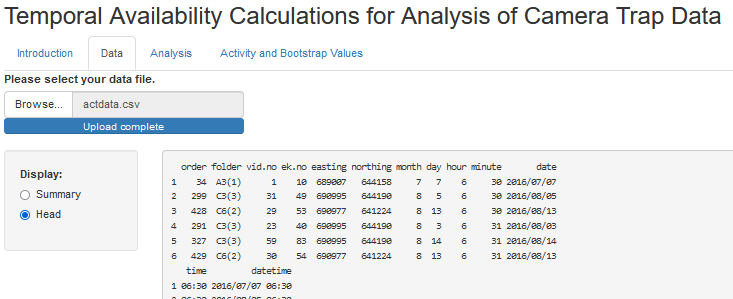 Temporal Availability Calculations for Analysis of Camera Trap Data
Introduction Data Analysis Activity and Bootstrap Values
Please select your data file.
Browse... actdata.csv
Upload complete
Display:
Summary
Head
order folder vid.no ek.no easting northing month day hour minute date
1 34 A3(1) 1 10 689007 644158 7 7 6 30 2016/07/07
2 299 C3(3) 31 49 690995 644190 8 5 6 30 2016/08/05
3 428 C6(2) 29 53 690977 641224 8 13 6 30 2016/08/13
4 291 C3(3) 23 40 690995 644190 8 3 6 31 2016/08/03
5 327 C3(3) 59 83 690995 644190 8 14 6 31 2016/08/14
6 429 C6(2) 30 54 690977 641224 8 13 6 31 2016/08/13
time datetime
1 06:30 2016/07/07 06:30